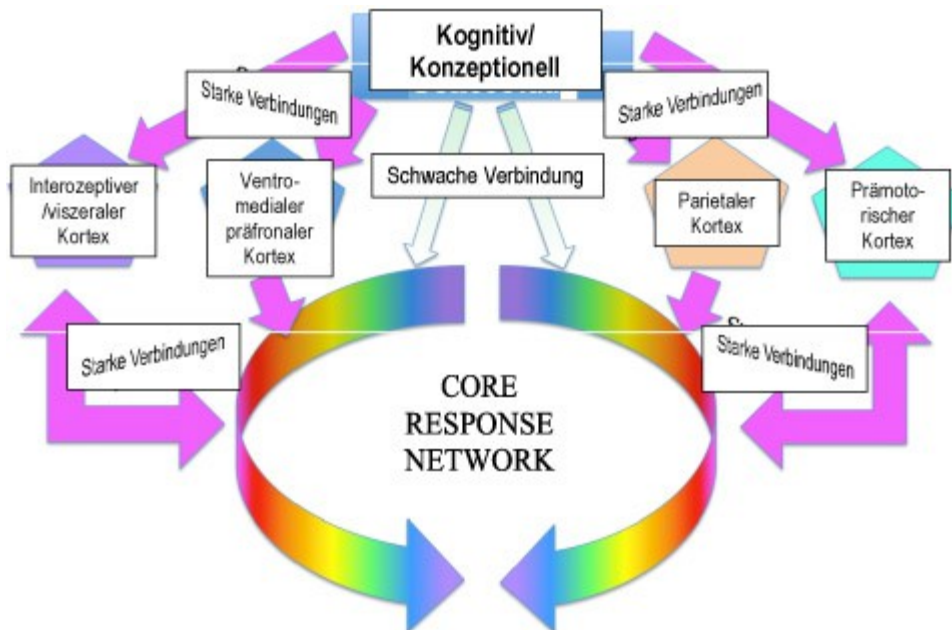 Kognitiv/
Konzeptionell
Starke Verbindungen
Starke Verbindungen
Schwache Verbindung
Interozeptiver
/viszeraler
Kortex
Ventro-
medialer
präfronaler
Kortex
Parietaler
Kortex
Prämoto-
rischer
Kortex
Starke Verbindungen
Starke Verbindungen
CORE
RESPONSE
NETWORK